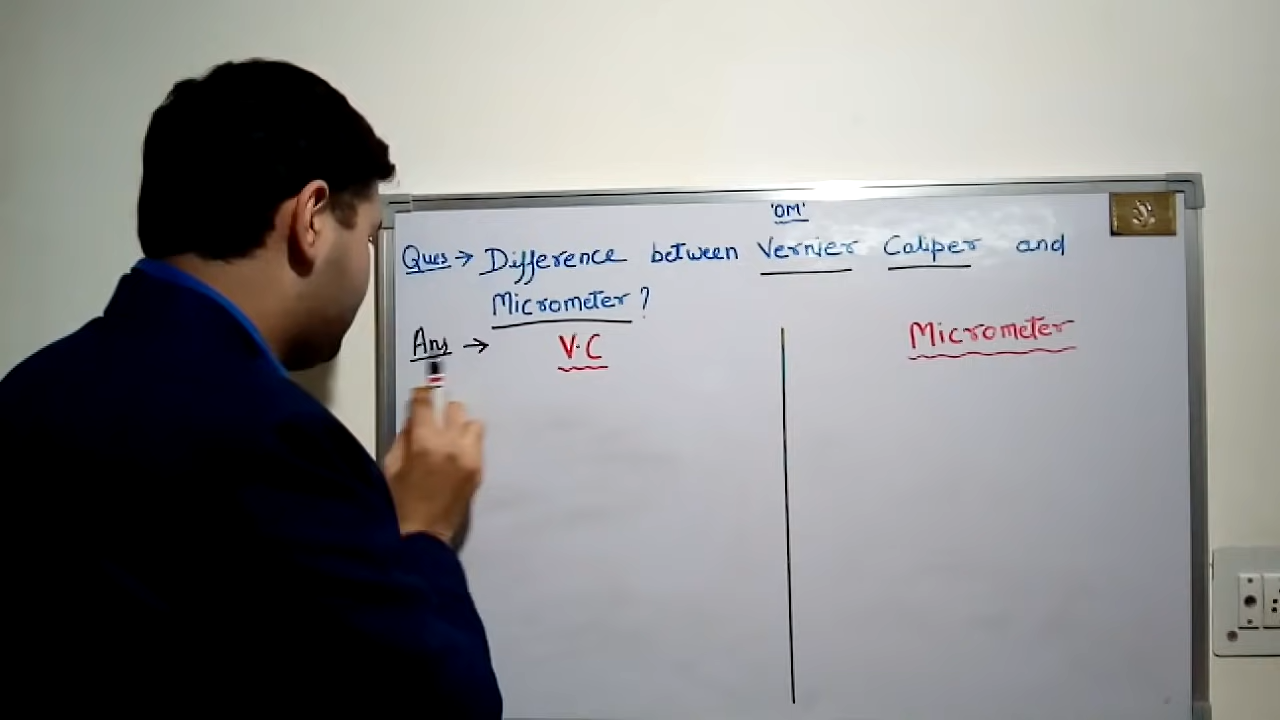 'OM'
Ques → Difference between Vernier Caliper and
Micrometer?
Ans → V.C
Micrometer